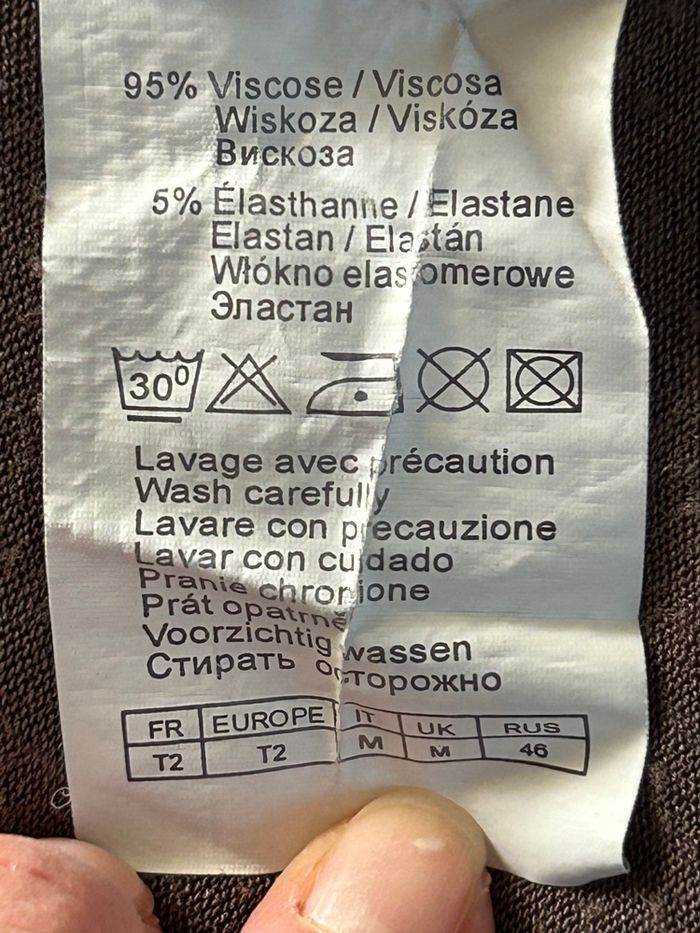 95% Viscose / Viscosa
Wiskoza / Viskóza
Вискоза
5% Élasthanne / Elastane
Elastan / Elastán
Włókno elastomerowe
Эластан
30⁰
Lavage avec précaution
Wash carefully
Lavare con precauzione
Lavar con cuidado
Pranie chronione
Prát opatrně
Voorzichtig wassen
Стирать осторожно
FR EUROPE IT UK RUS
T2 T2 M M 46